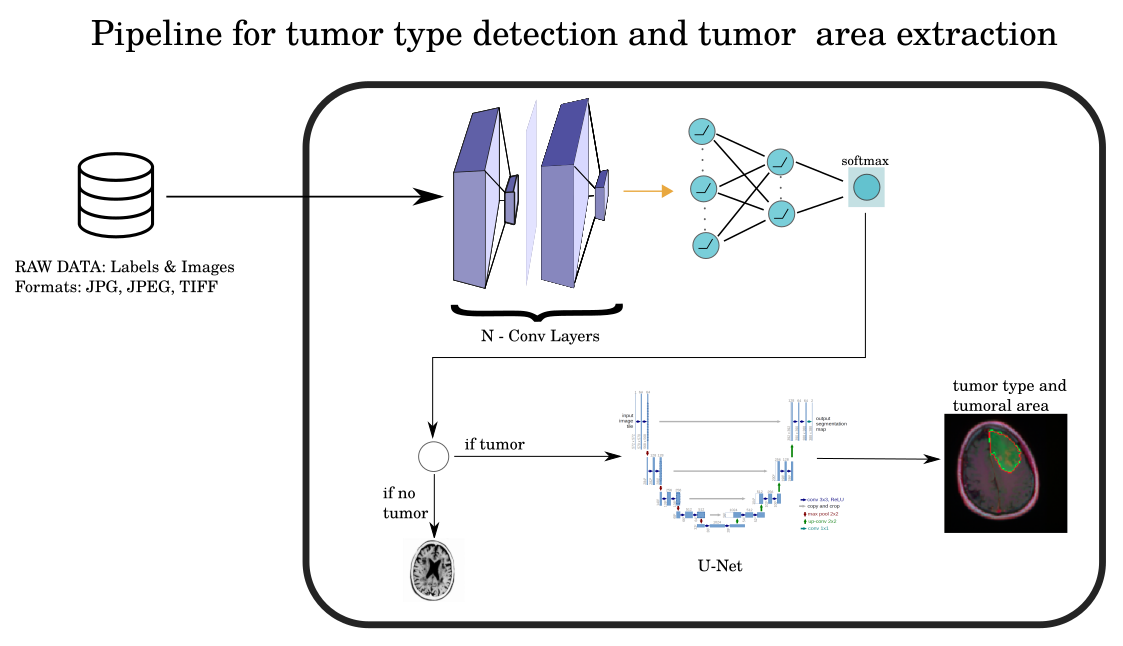 Pipeline for tumor type detection and tumor area extraction
softmax
RAW DATA: Labels & Images
Formats: JPG, JPEG, TIFF
N - Conv Layers
tumor type and
tumoral area
if tumor
if no
tumor
input
image
tile
output
segmentation
map
conv 3x3, ReLU
copy and crop
max pool 2x2
up-conv 2x2
conv 1x1
U-Net